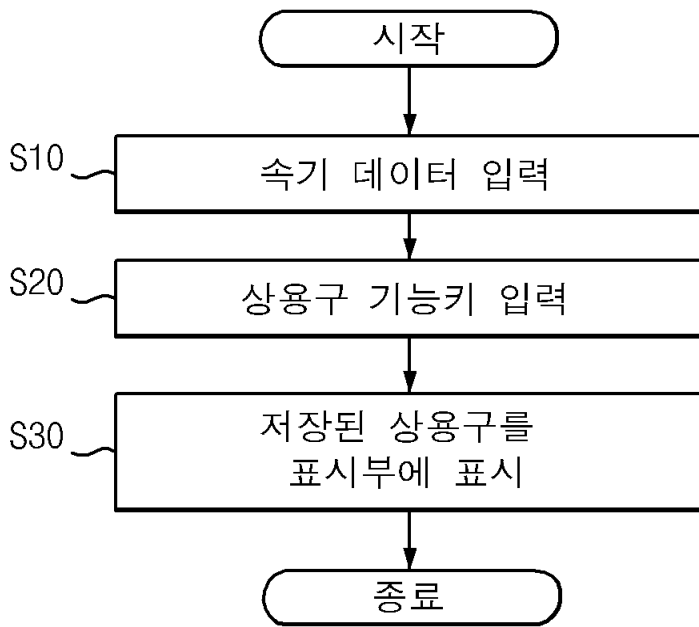 시작
S10
속기 데이터 입력
S20
상용구 기능키 입력
S30
저장된 상용구를
표시부에 표시
종료